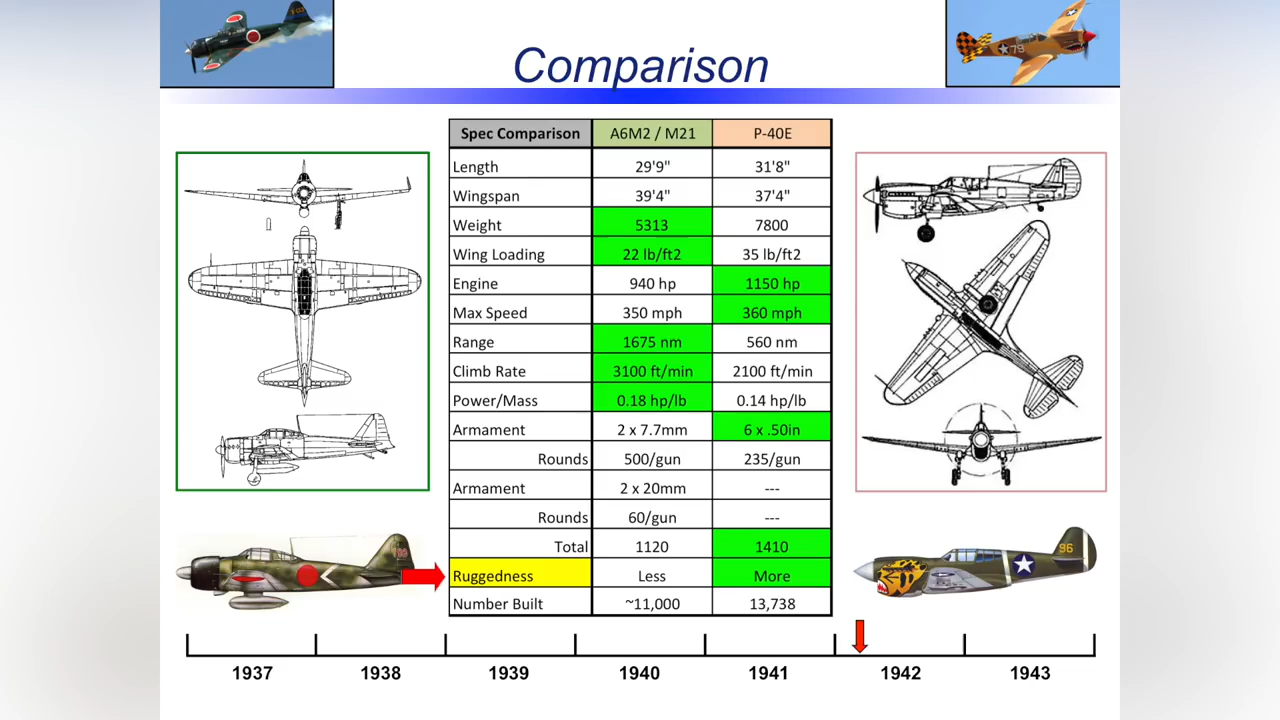 Comparison
Spec Comparison A6M2 / M21 P-40E
Length 29'9" 31'8"
Wingspan 39'4" 37'4"
Weight 5313 7800
Wing Loading 22 lb/ft2 35 lb/ft2
Engine 940 hp 1150 hp
Max Speed 350 mph 360 mph
Range 1675 nm 560 nm
Climb Rate 3100 ft/min 2100 ft/min
Power/Mass 0.18 hp/lb 0.14 hp/lb
Armament 2 x 7.7mm 6 x .50in
Rounds 500/gun 235/gun
Armament 2 x 20mm ---
Rounds 60/gun ---
Total 1120 1410
Ruggedness Less More
Number Built ~11,000 13,738
79
96
1937 1938 1939 1940 1941 1942 1943